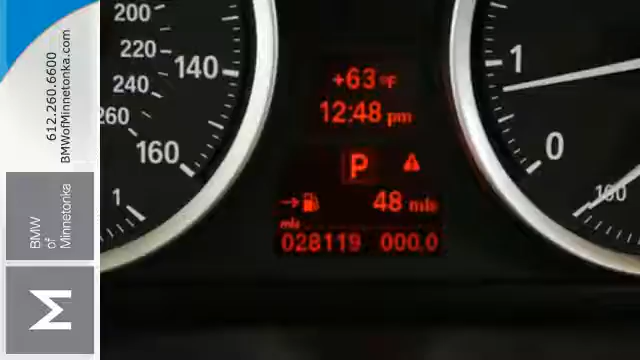 612.260.6600
BMWofMinnetonka.com
BMW
of
Minnetonka
M
200
220
240
260
140
160
1
+63°F
12:48 pm
P
48 mls
mls
028119 000.0
1
0
100